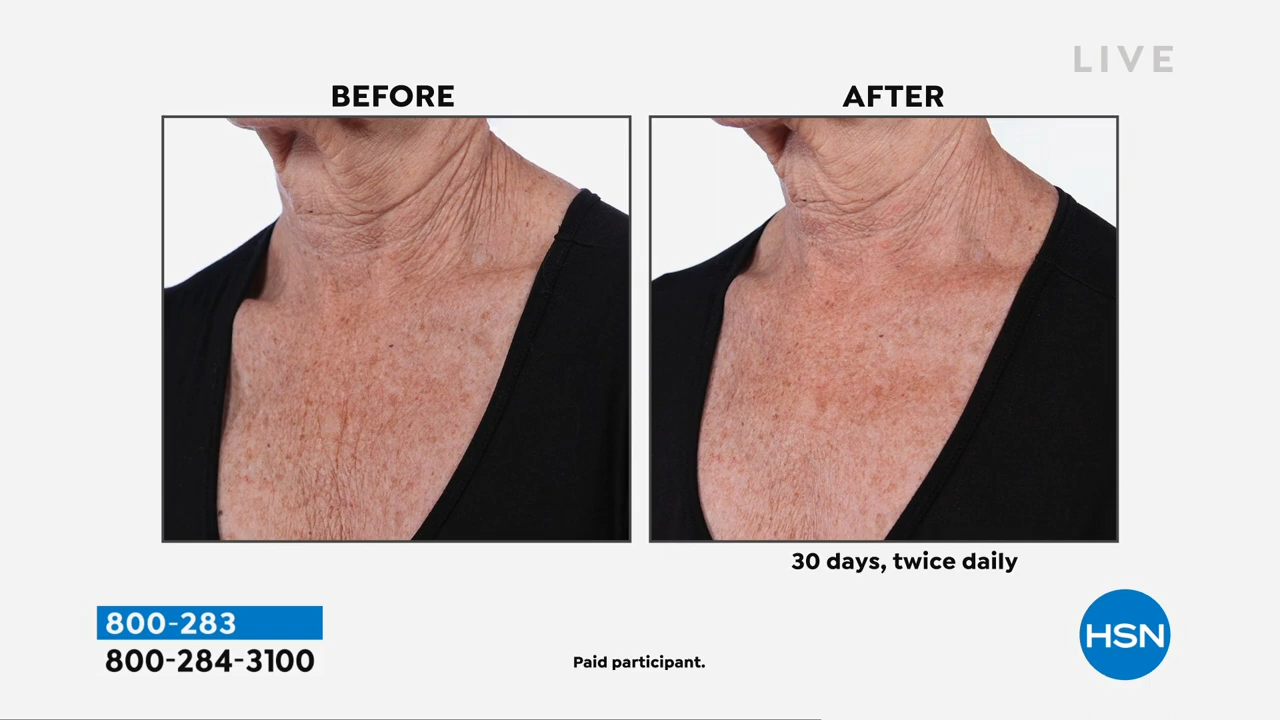 LIVE
BEFORE
AFTER
30 days, twice daily
800-283
800-284-3100
Paid participant.
HSN